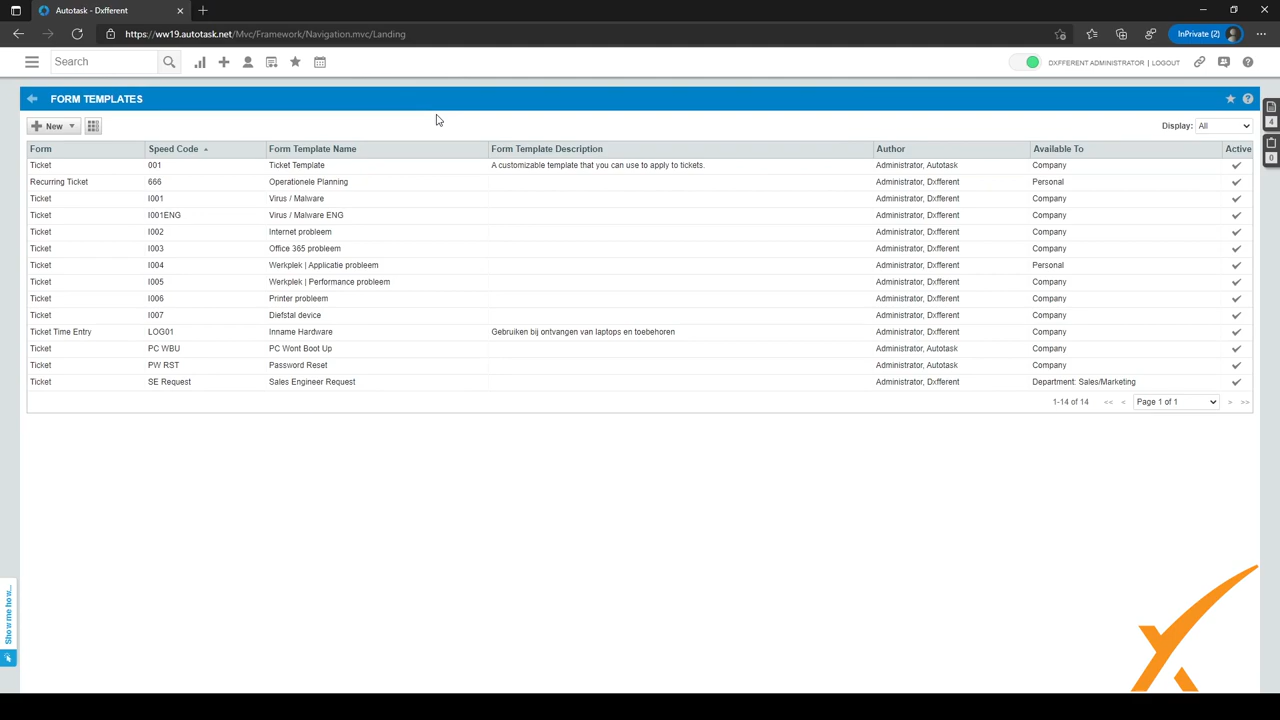 Autotask - Dxfferent
https://ww19.autotask.net/Mvc/Framework/Navigation.mvc/Landing
InPrivate (2)
Search
DXFFERENT ADMINISTRATOR | LOGOUT
FORM TEMPLATES
New
Display: All
4
0
Form Speed Code Form Template Name Form Template Description Author Available To Active
Ticket 001 Ticket Template A customizable template that you can use to apply to tickets. Administrator, Autotask Company
Recurring Ticket 666 Operationele Planning Administrator, Dxfferent Personal
Ticket I001 Virus / Malware Administrator, Dxfferent Company
Ticket I001ENG Virus / Malware ENG Administrator, Dxfferent Company
Ticket I002 Internet probleem Administrator, Dxfferent Company
Ticket I003 Office 365 probleem Administrator, Dxfferent Company
Ticket I004 Werkplek | Applicatie probleem Administrator, Dxfferent Personal
Ticket I005 Werkplek | Performance probleem Administrator, Dxfferent Company
Ticket I006 Printer probleem Administrator, Dxfferent Company
Ticket I007 Diefstal device Administrator, Dxfferent Company
Ticket Time Entry LOG01 Inname Hardware Gebruiken bij ontvangen van laptops en toebehoren Administrator, Dxfferent Company
Ticket PC WBU PC Wont Boot Up Administrator, Autotask Company
Ticket PW RST Password Reset Administrator, Autotask Company
Ticket SE Request Sales Engineer Request Administrator, Dxfferent Department: Sales/Marketing
1-14 of 14 << < Page 1 of 1 > >>
Show me how...